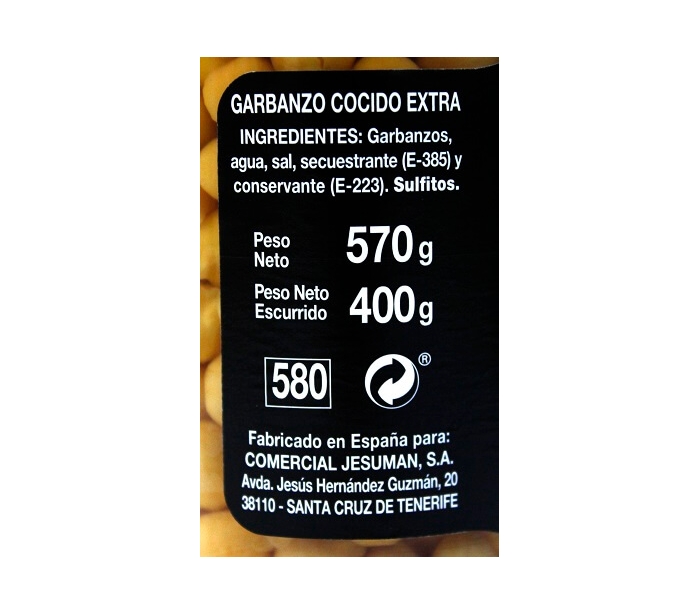 GARBANZO COCIDO EXTRA
INGREDIENTES: Garbanzos,
agua, sal, secuestrante (E-385) y
conservante (E-223). Sulfitos.
Peso
Neto
570 g
Peso Neto
Escurrido
400 g
580
®
Fabricado en España para:
COMERCIAL JESUMAN, S.A.
Avda. Jesús Hernández Guzmán, 20
38110 - SANTA CRUZ DE TENERIFE